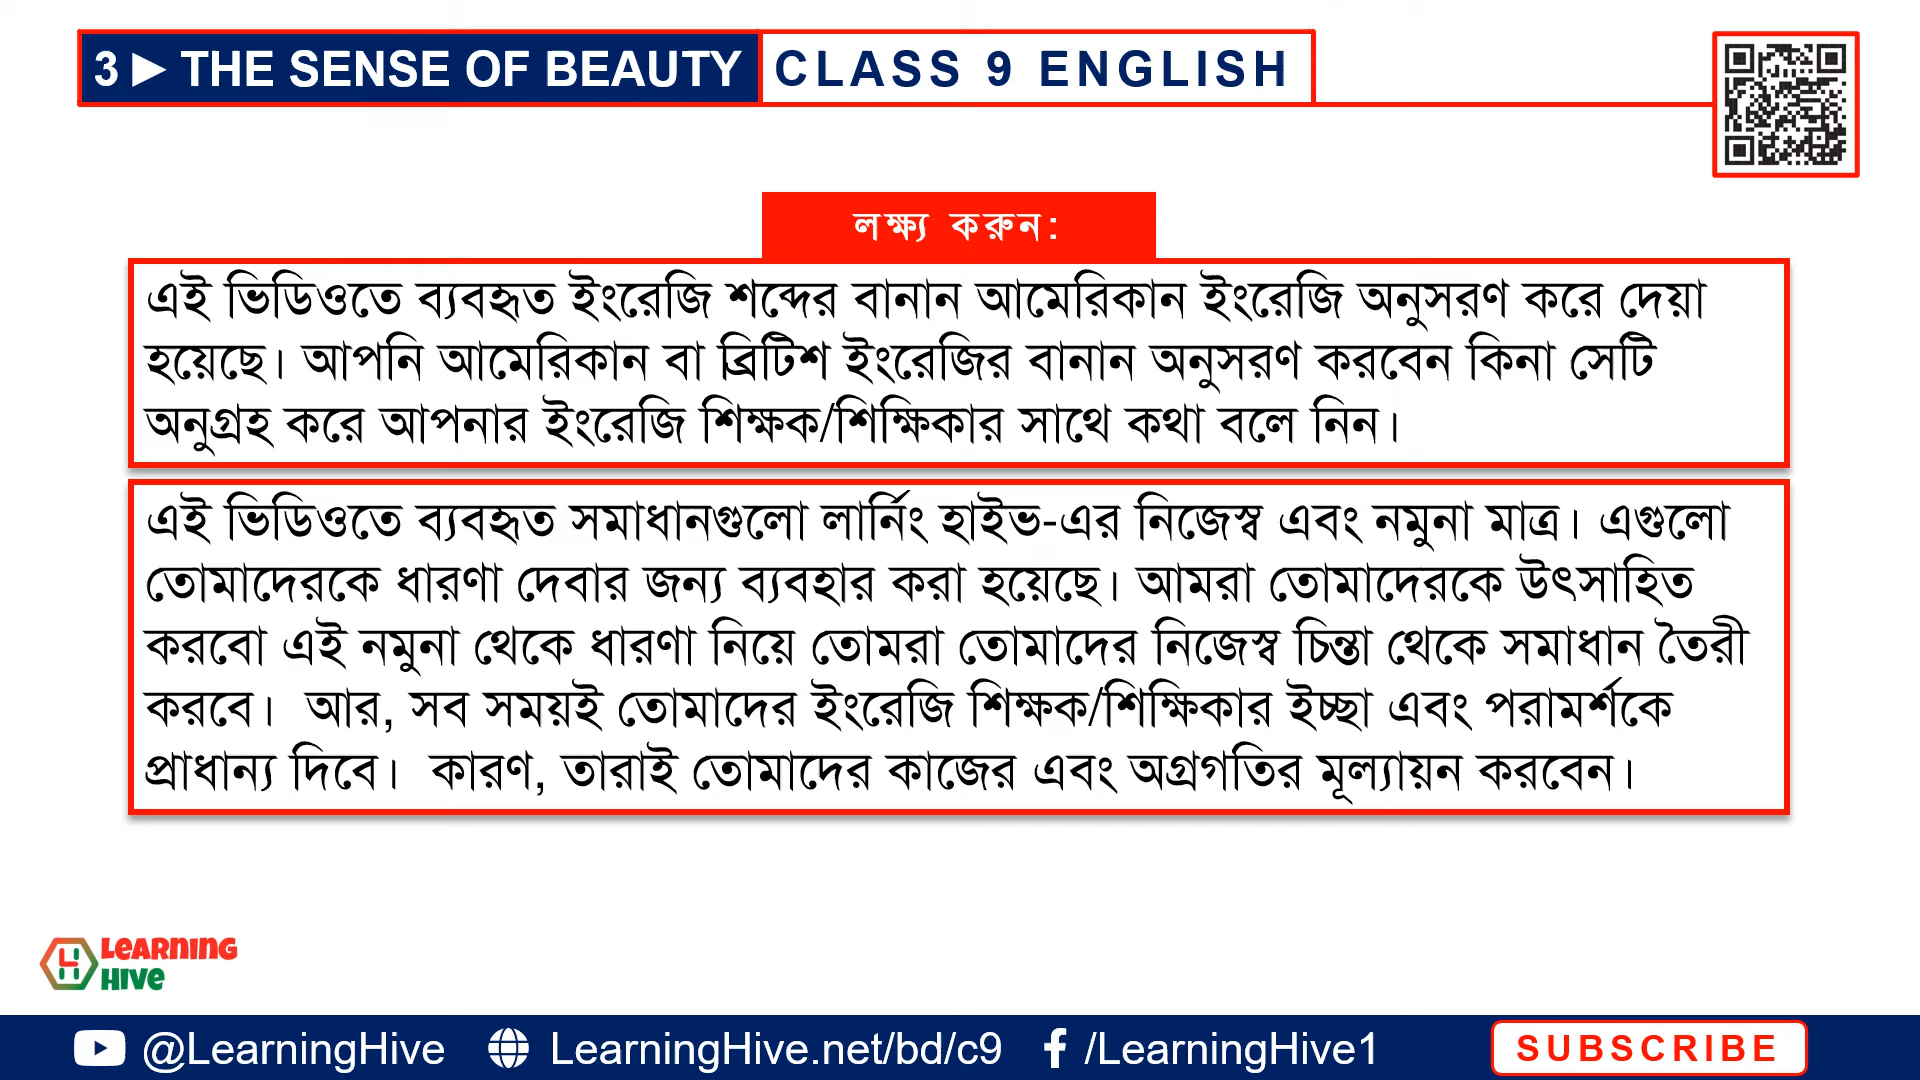 3 ► THE SENSE OF BEAUTY CLASS 9 ENGLISH
লক্ষ্য করুন:
এই ভিডিওতে ব্যবহৃত ইংরেজি শব্দের বানান আমেরিকান ইংরেজি অনুসরণ করে দেয়া
হয়েছে। আপনি আমেরিকান বা ব্রিটিশ ইংরেজির বানান অনুসরণ করবেন কিনা সেটি
অনুগ্রহ করে আপনার ইংরেজি শিক্ষক/শিক্ষিকার সাথে কথা বলে নিন।
এই ভিডিওতে ব্যবহৃত সমাধানগুলো লার্নিং হাইভ-এর নিজেস্ব এবং নমুনা মাত্র। এগুলো
তোমাদেরকে ধারণা দেবার জন্য ব্যবহার করা হয়েছে। আমরা তোমাদেরকে উৎসাহিত
করবো এই নমুনা থেকে ধারণা নিয়ে তোমরা তোমাদের নিজেস্ব চিন্তা থেকে সমাধান তৈরী
করবে। আর, সব সময়ই তোমাদের ইংরেজি শিক্ষক/শিক্ষিকার ইচ্ছা এবং পরামর্শকে
প্রাধান্য দিবে। কারণ, তারাই তোমাদের কাজের এবং অগ্রগতির মূল্যায়ন করবেন।
LEARNING
HIVE
@LearningHive LearningHive.net/bd/c9 /LearningHive1 SUBSCRIBE